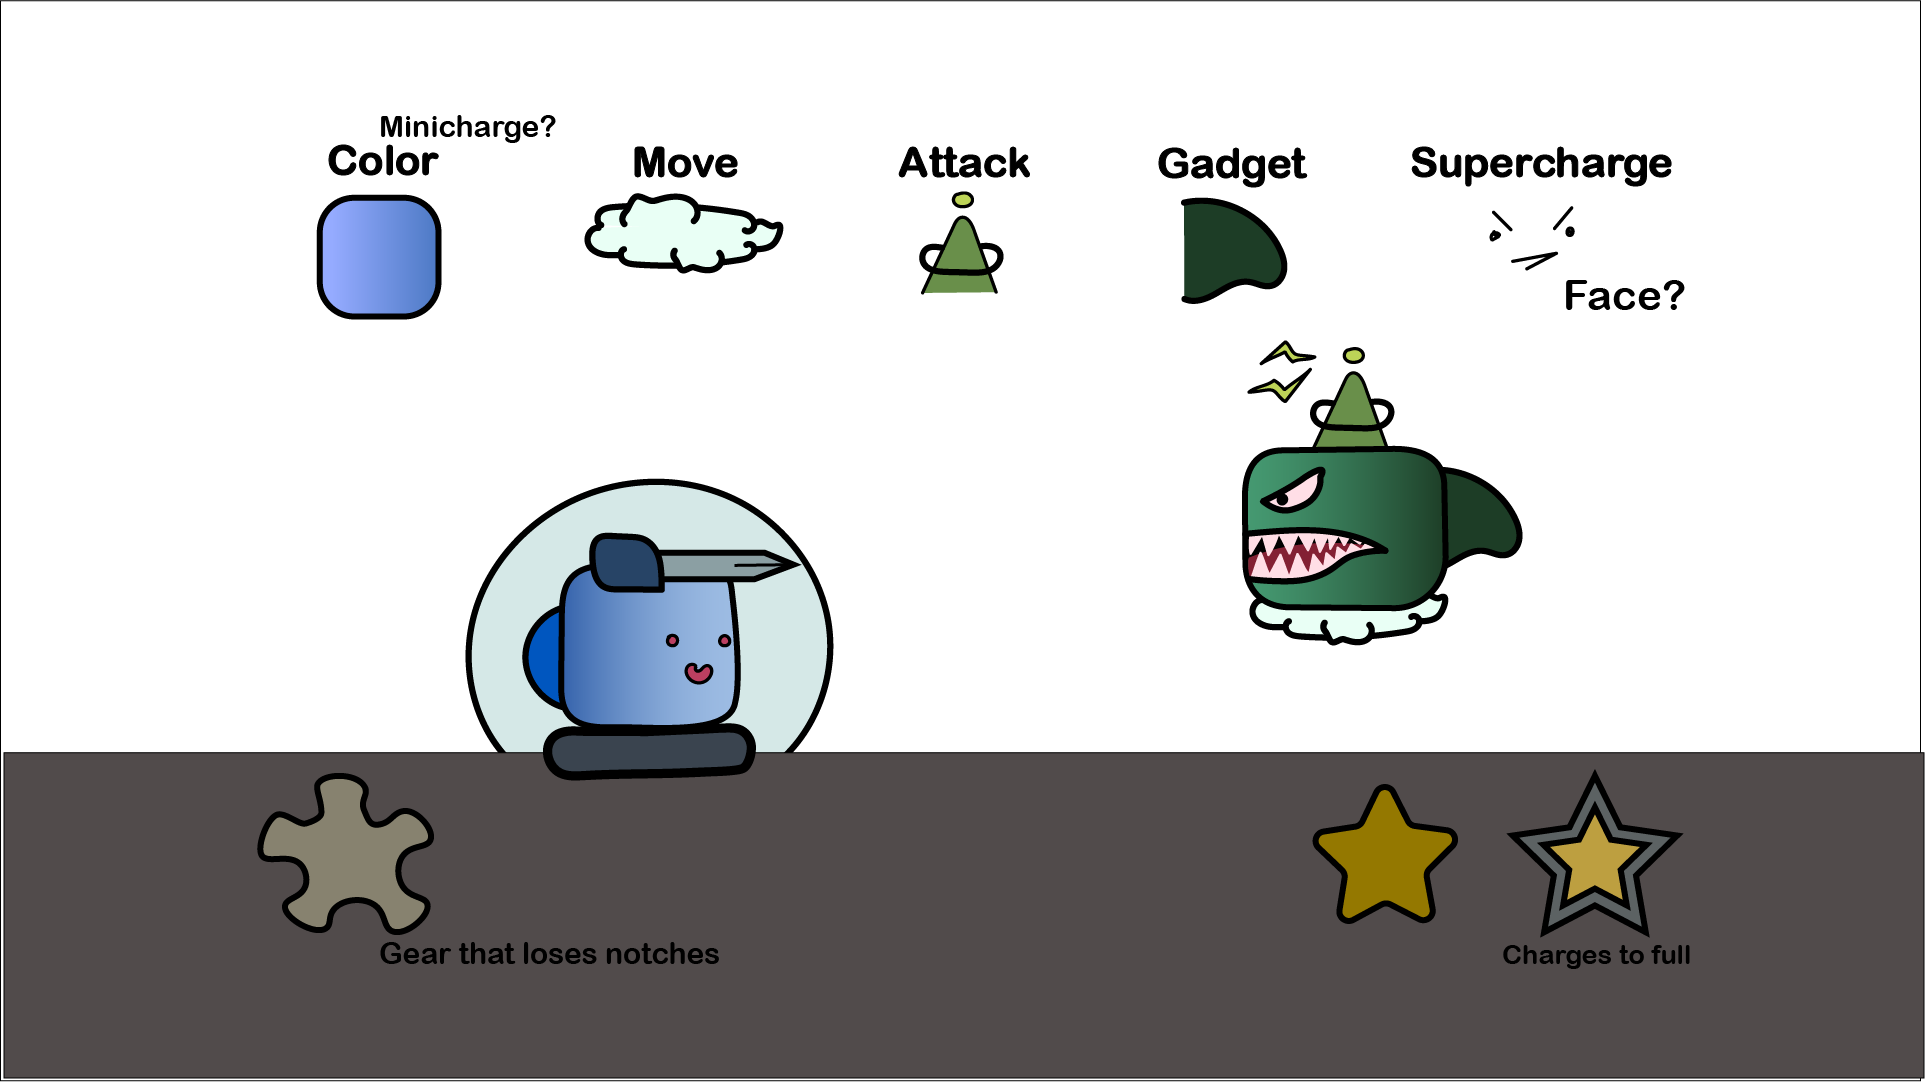 Minicharge?
Color
Move
Attack
Gadget
Supercharge
Face?
Gear that loses notches
Charges to full